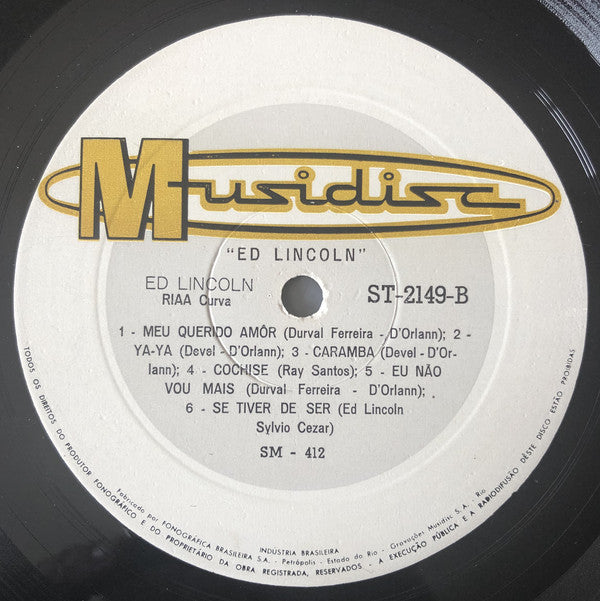 Musidisc
"ED LINCOLN"
ED LINCOLN
RIAA Curva
ST-2149-B
1 - MEU QUERIDO AMÔR (Durval Ferreira - D'Orlann); 2 -
YA-YA (Devel - D'Orlann); 3 - CARAMBA (Devel - D'Or-
lann); 4 - COCHISE (Ray Santos); 5 - EU NÃO
VOU MAIS (Durval Ferreira - D'Orlann);
6 - SE TIVER DE SER (Ed Lincoln
Sylvio Cezar)
SM - 412
TODOS OS DIREITOS DO PRODUTOR FONOGRÁFICO E DO PROPRIETÁRIO DA OBRA REGISTRADA, RESERVADOS - A EXECUÇÃO PÚBLICA E A RADIODIFUSÃO DÊSTE DISCO ESTÃO PROIBIDAS
Fabricado por FONOGRÁFICA BRASILEIRA S.A. - Petrópolis - Estado do Rio - Gravações Musidisc S.A. - Rio
INDÚSTRIA BRASILEIRA